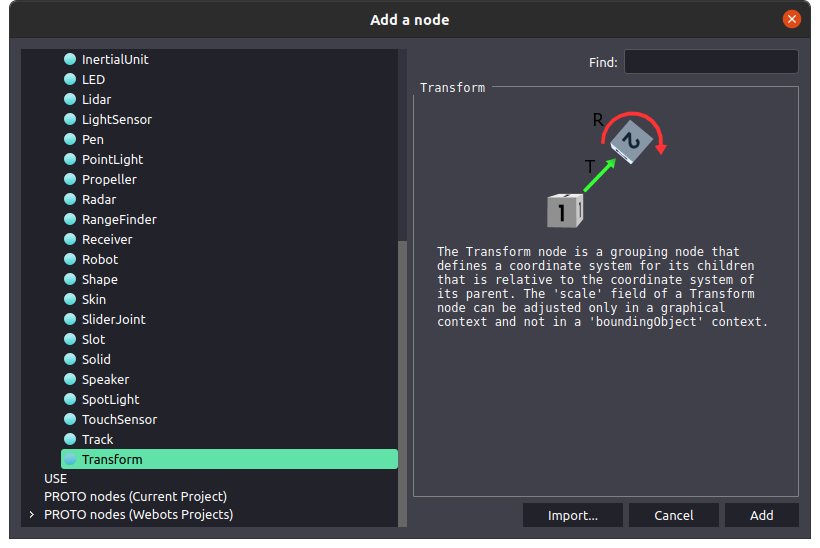 Add a node
InertialUnit
LED
Lidar
LightSensor
Pen
PointLight
Propeller
Radar
RangeFinder
Receiver
Robot
Shape
Skin
SliderJoint
Slot
Solid
Speaker
SpotLight
TouchSensor
Track
Transform
USE
PROTO nodes (Current Project)
PROTO nodes (Webots Projects)
Find:
Transform
R
2
T
1
The Transform node is a grouping node that
defines a coordinate system for its children
that is relative to the coordinate system of
its parent. The 'scale' field of a Transform
node can be adjusted only in a graphical
context and not in a 'boundingObject' context.
Import...
Cancel
Add